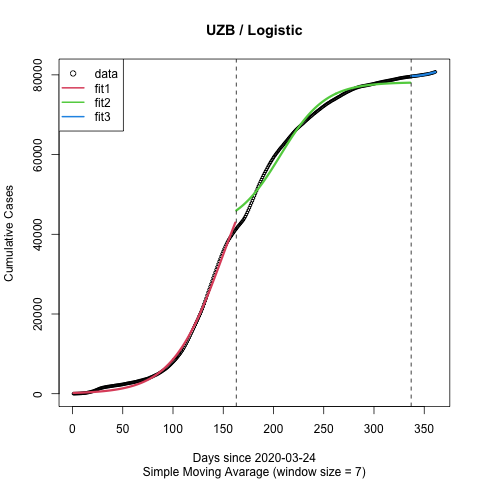 UZB / Logistic
data
fit1
fit2
fit3
Cumulative Cases
0
20000
40000
60000
80000
0 50 100 150 200 250 300 350
Days since 2020-03-24
Simple Moving Avarage (window size = 7)